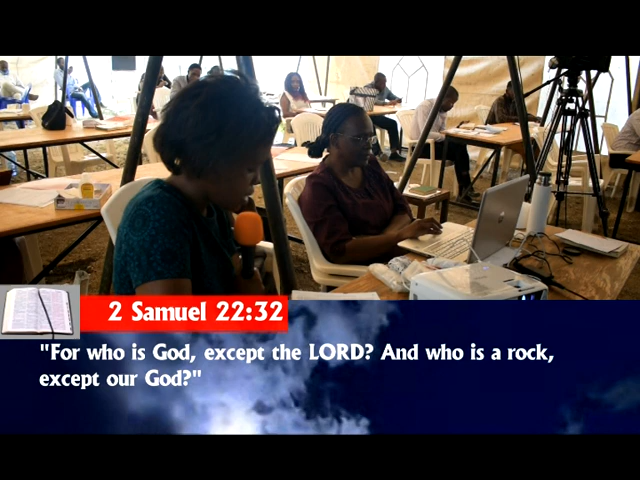 2 Samuel 22:32
"For who is God, except the LORD? And who is a rock,
except our God?"